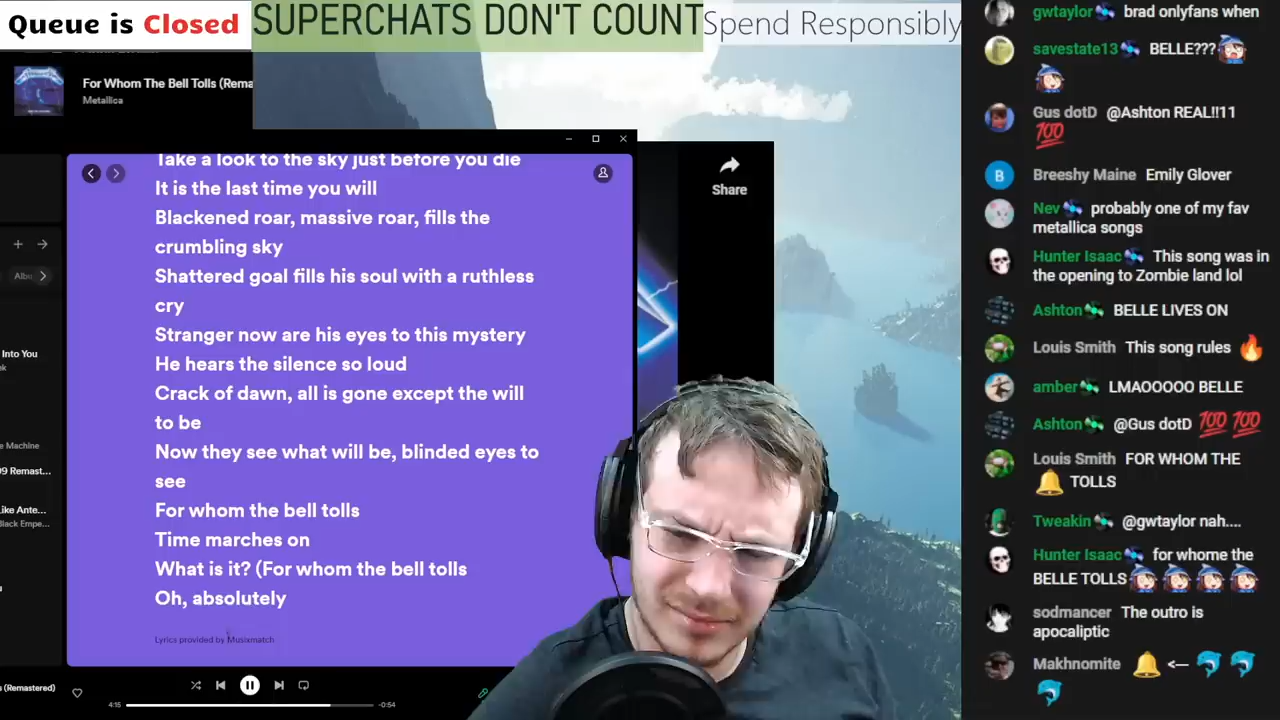 Queue is Closed
SUPERCHATS DON'T COUNT
Spend Responsibly
For Whom The Bell Tolls (Rema
Metallica
Take a look to the sky just before you die
It is the last time you will
Blackened roar, massive roar, fills the
crumbling sky
Shattered goal fills his soul with a ruthless
cry
Stranger now are his eyes to this mystery
He hears the silence so loud
Crack of dawn, all is gone except the will
to be
Now they see what will be, blinded eyes to
see
For whom the bell tolls
Time marches on
What is it? (For whom the bell tolls
Oh, absolutely
Lyrics provided by Musixmatch
Share
Albu
Into You
e Machine
09 Remast...
Like Ante...
Black Empe...
(Remastered)
4:15
-0:54
gwtaylor brad onlyfans when
savestate13 BELLE???
Gus dotD @Ashton REAL!!11
💯
B Breeshy Maine Emily Glover
Nev probably one of my fav
metallica songs
Hunter Isaac This song was in
the opening to Zombie land lol
Ashton BELLE LIVES ON
Louis Smith This song rules 🔥
amber LMAOOOOO BELLE
Ashton @Gus dotD 💯 💯
Louis Smith FOR WHOM THE
🔔 TOLLS
Tweakin @gwtaylor nah....
Hunter Isaac for whome the
BELLE TOLLS
sodmancer The outro is
apocaliptic
Makhnomite 🔔 <— 🐬 🐬
🐬